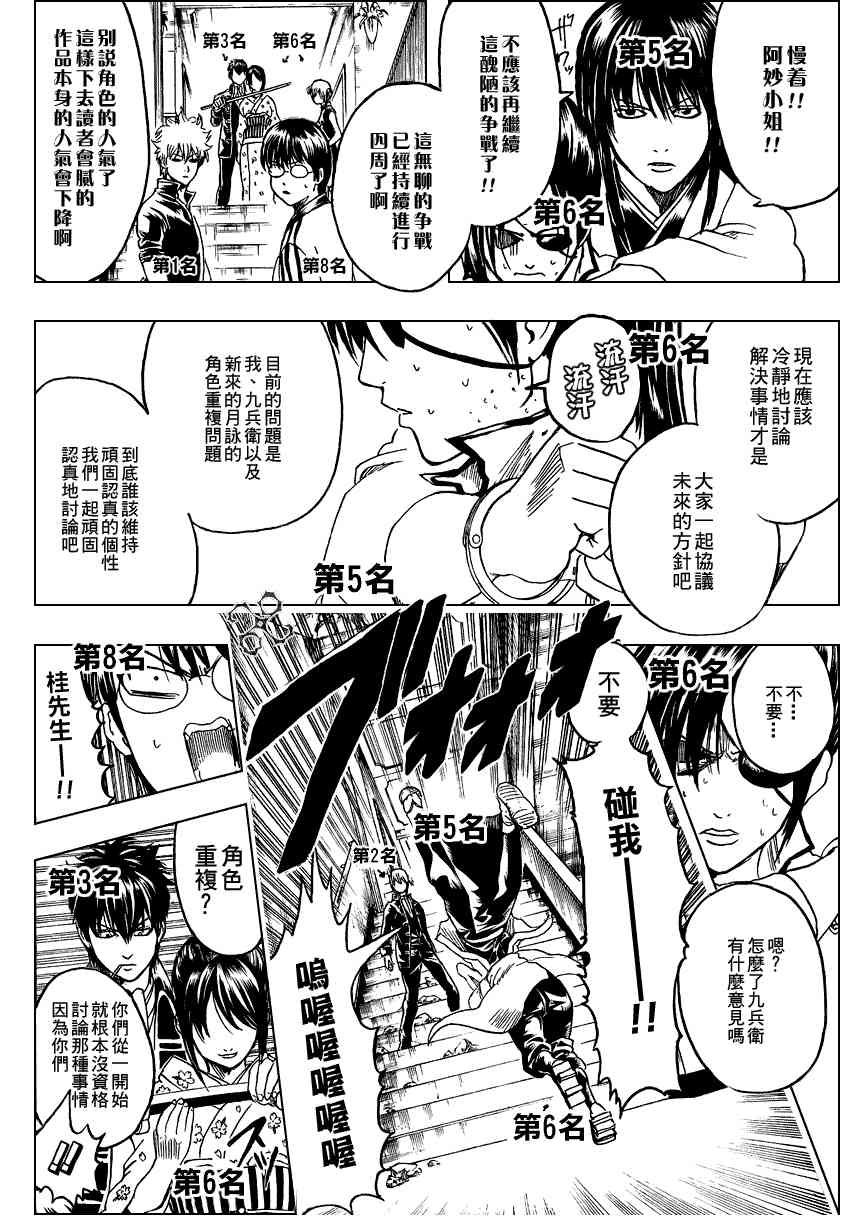 慢着!!
阿妙小姐!!
第5名
不應該再繼續
這醜陋的争戰了!!
第6名
這無聊的争戰
已經持續進行
四周了啊
第6名
第3名
第8名
第1名
别説角色的人氣了
這樣下去讀者會膩的
作品本身的人氣會下降啊
現在應該
冷靜地討論
解決事情才是
大家一起協議
未來的方針吧
第6名
流汗
流汗
第5名
目前的問題是
我、九兵衛以及
新來的月詠的
角色重複問題
到底誰該維持
頑固認真的個性
我們一起頑固
認真地討論吧
不…
不要…
第6名
嗯?
怎麼了九兵衛
有什麼意見嗎
不要
碰我——!!
ブオオオ
第5名
第2名
第6名
嗚喔喔喔喔喔
第8名
桂先生——!!
角色
重複?
第3名
你們從一開始
就根本沒資格
討論那種事情
因為你們
!!
第6名